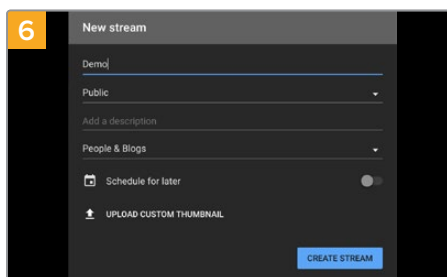 6
New stream
Demo
Public
Add a description
People & Blogs
Schedule for later
UPLOAD CUSTOM THUMBNAIL
CREATE STREAM